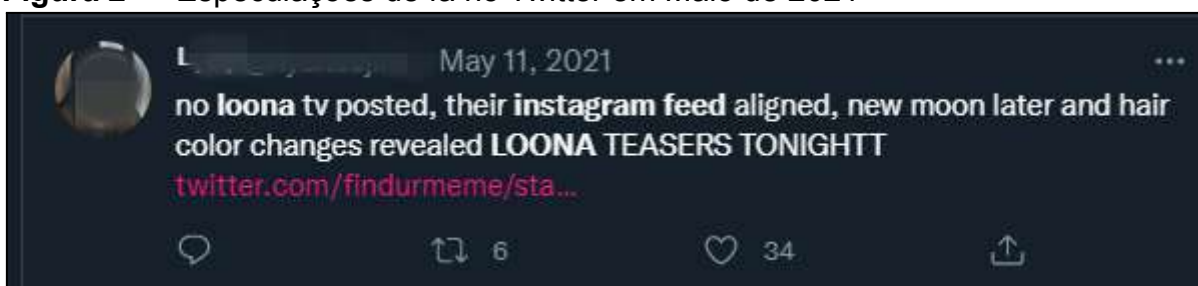 May 11, 2021
no loona tv posted, their instagram feed aligned, new moon later and hair
color changes revealed LOONA TEASERS TONIGHTT
twitter.com/findurmeme/sta...
6 34